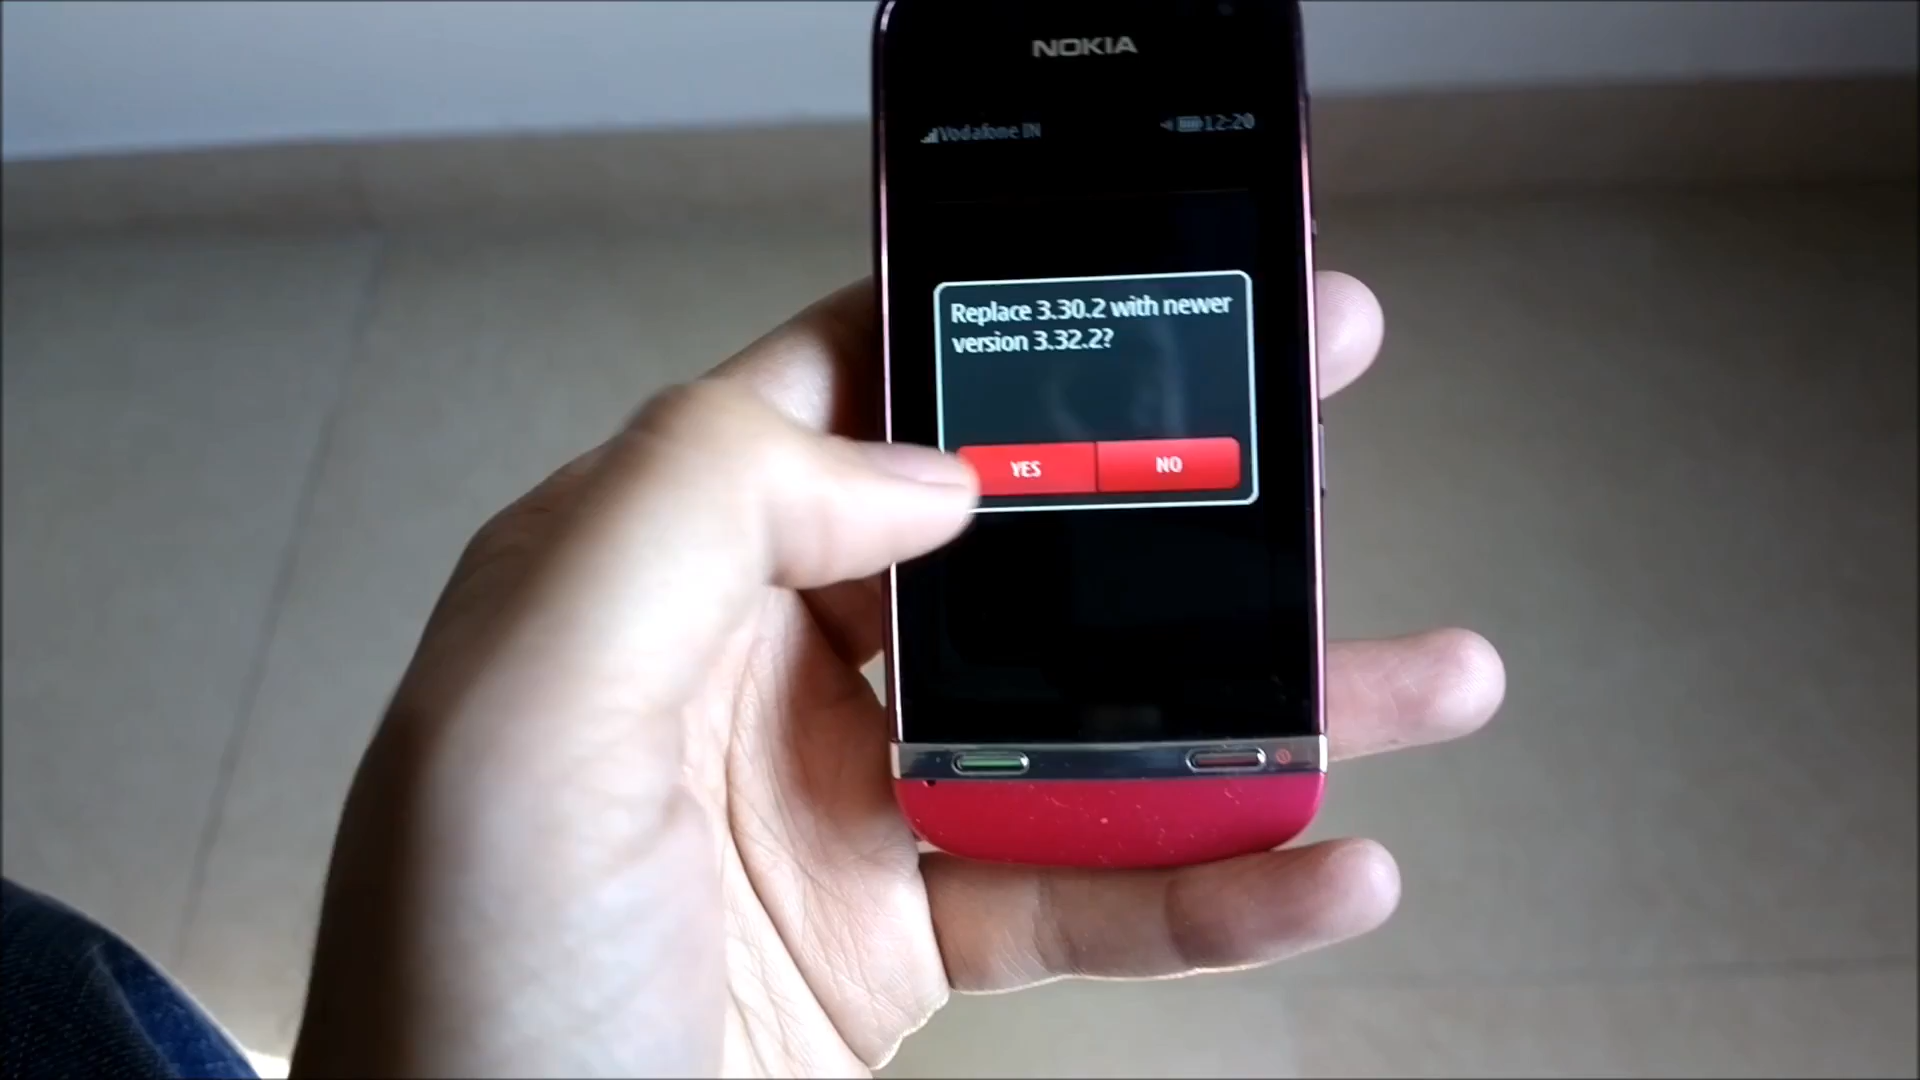 NOKIA
Vodafone IN 12:20
Replace 3.30.2 with newer
version 3.32.2?
YES NO